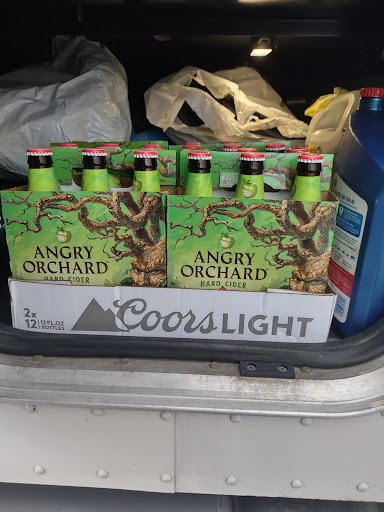 ANGRY
ORCHARD
HARD CIDER
ANGRY
ORCHARD
HARD CIDER
2x
12
12 FL OZ
BOTTLES
Coors LIGHT